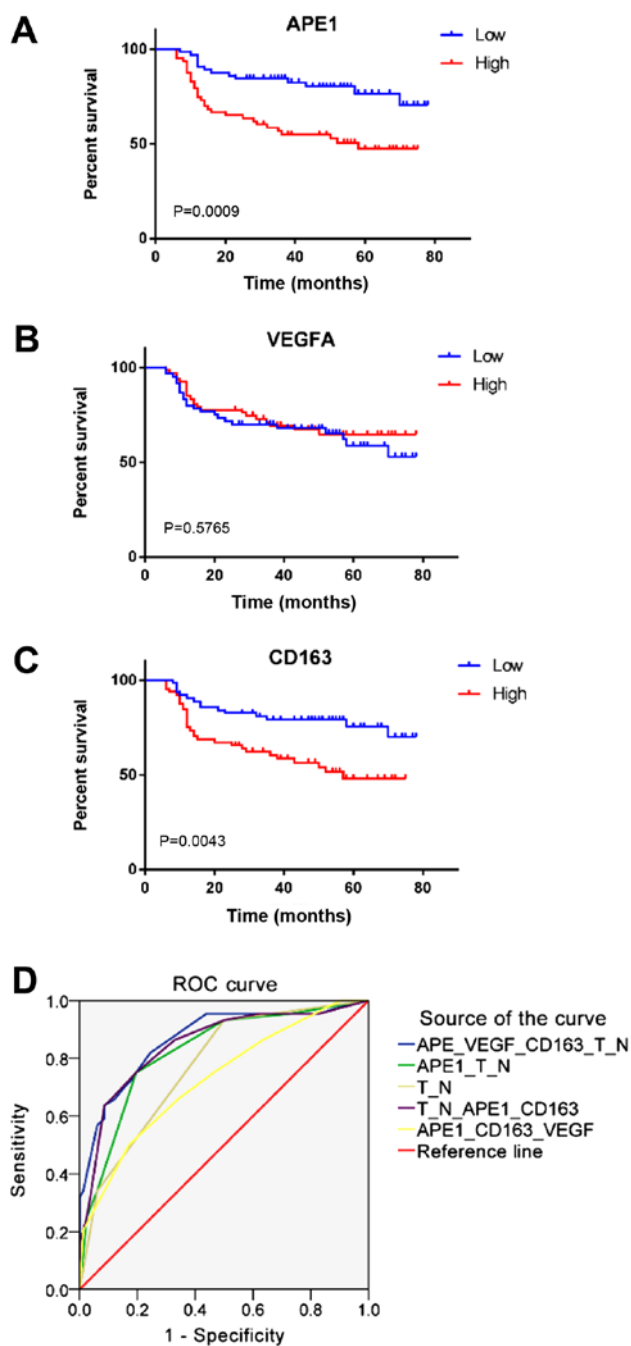 A
APE1
Low
High
Percent survival
100
50
0
P=0.0009
0 20 40 60 80
Time (months)
B
VEGFA
Low
High
Percent survival
100
50
0
P=0.5765
0 20 40 60 80
Time (months)
C
CD163
Low
High
Percent survival
100
50
0
P=0.0043
0 20 40 60 80
Time (months)
D
ROC curve
Sensitivity
1.0
0.8
0.6
0.4
0.2
0.0
0.0 0.2 0.4 0.6 0.8 1.0
1 - Specificity
Source of the curve
APE_VEGF_CD163_T_N
APE1_T_N
T_N
T_N_APE1_CD163
APE1_CD163_VEGF
Reference line